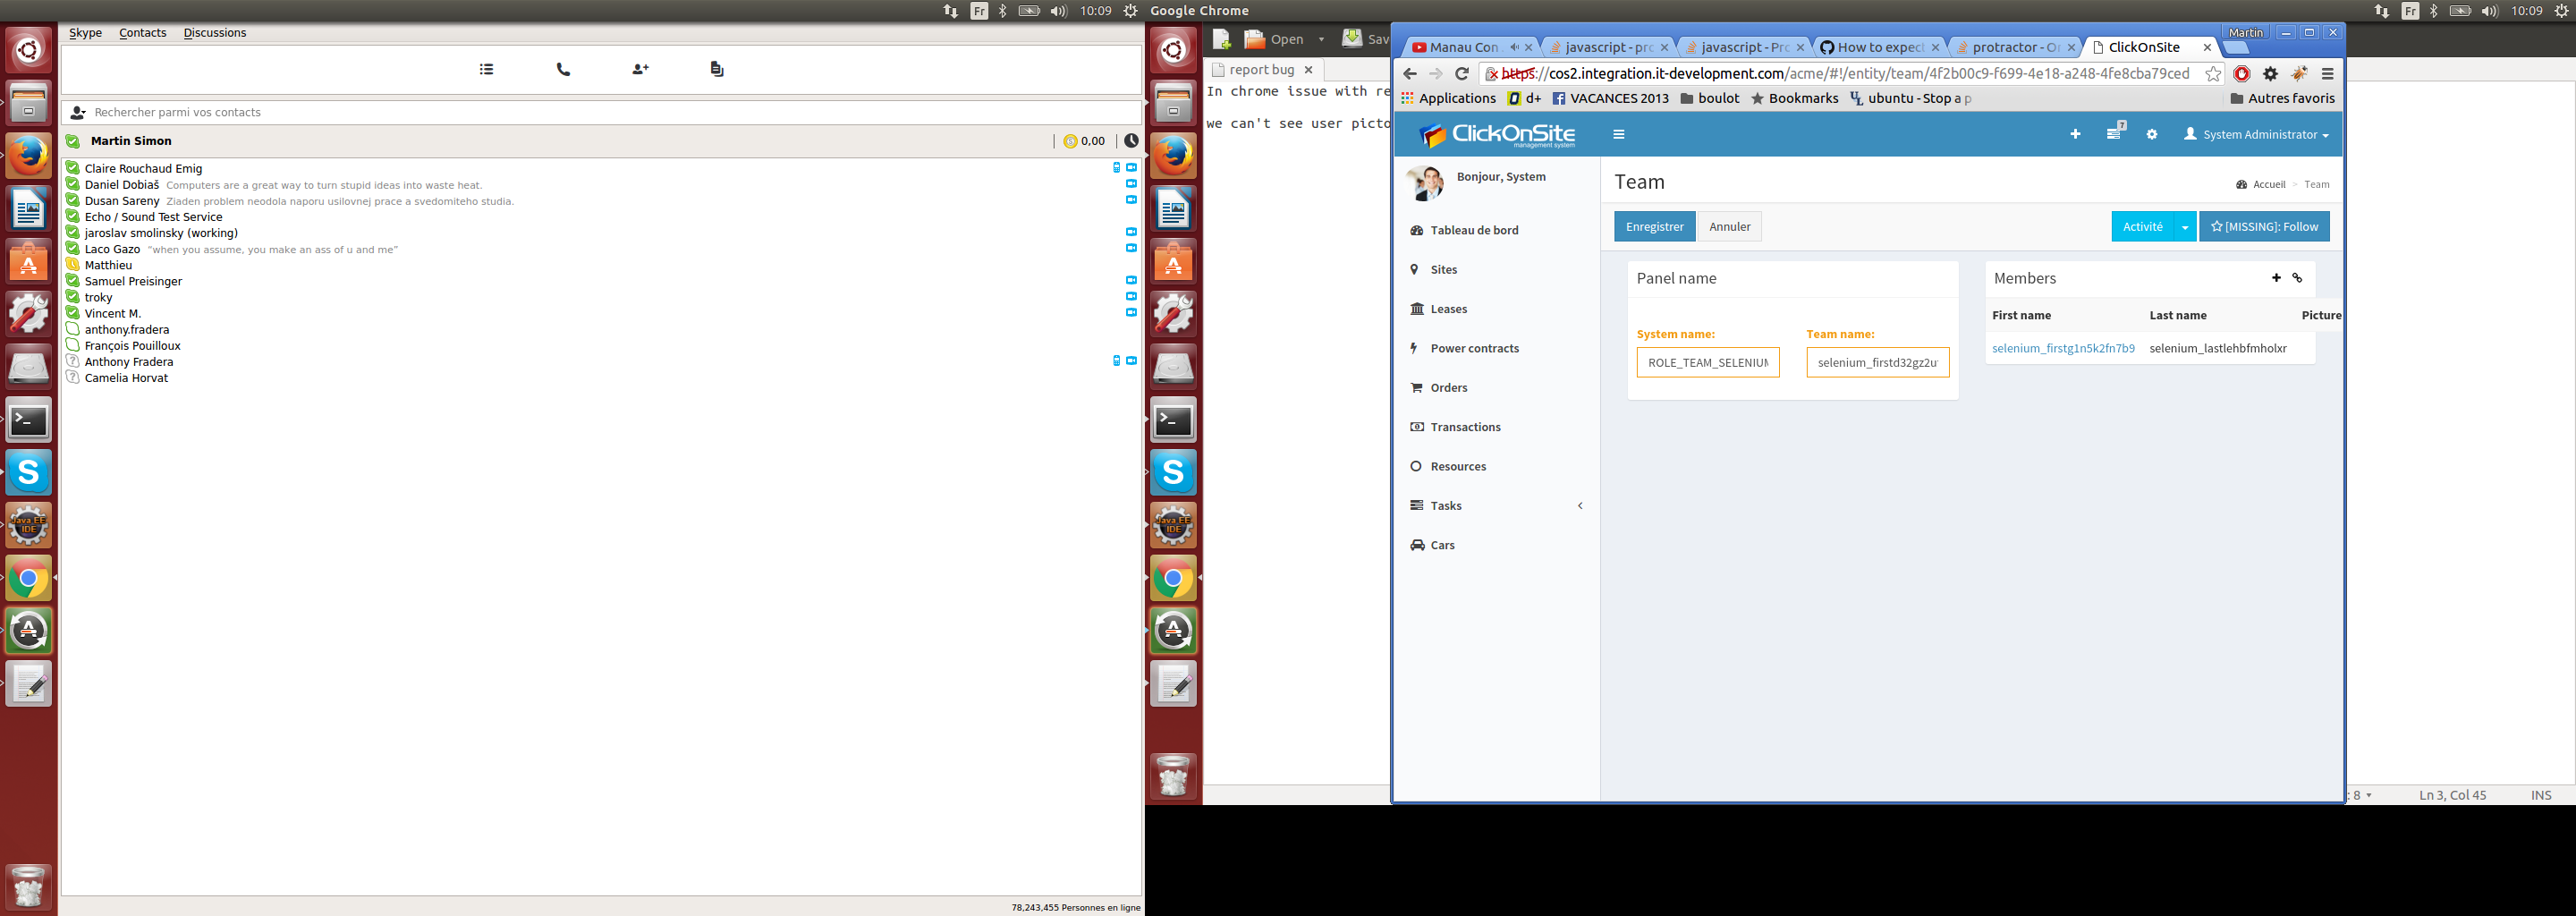 Fr 10:09
Skype Contacts Discussions
Rechercher parmi vos contacts
Martin Simon 0,00
Claire Rouchaud Emig
Daniel Dobiaš Computers are a great way to turn stupid ideas into waste heat.
Dusan Sareny Ziaden problem neodola naporu usilovnej prace a svedomiteho studia.
Echo / Sound Test Service
jaroslav smolinsky (working)
Laco Gazo “when you assume, you make an ass of u and me”
Matthieu
Samuel Preisinger
troky
Vincent M.
anthony.fradera
François Pouilloux
Anthony Fradera
Camelia Horvat
78,243,455 Personnes en ligne
Java EE
IDE
Google Chrome Fr 10:09
Open Sav
report bug
In chrome issue with re
we can't see user picto
Java EE
IDE
Martin
Manau Con javascript - pro javascript - Pro How to expect protractor - O ClickOnSite
https://cos2.integration.it-development.com/acme/#!/entity/team/4f2b00c9-f699-4e18-a248-4fe8cba79ced
Applications d+ VACANCES 2013 boulot Bookmarks ubuntu - Stop a p Autres favoris
ClickOnSite
management system
7
System Administrator
Bonjour, System
Tableau de bord
Sites
Leases
Power contracts
Orders
Transactions
Resources
Tasks
Cars
Team
Accueil > Team
Enregistrer Annuler Activité [MISSING]: Follow
Panel name
System name: Team name:
ROLE_TEAM_SELENIUM selenium_firstd32gz2u
Members
First name Last name Picture
selenium_firstg1n5k2fn7b9 selenium_lastlehbfmholxr
: 8 Ln 3, Col 45 INS